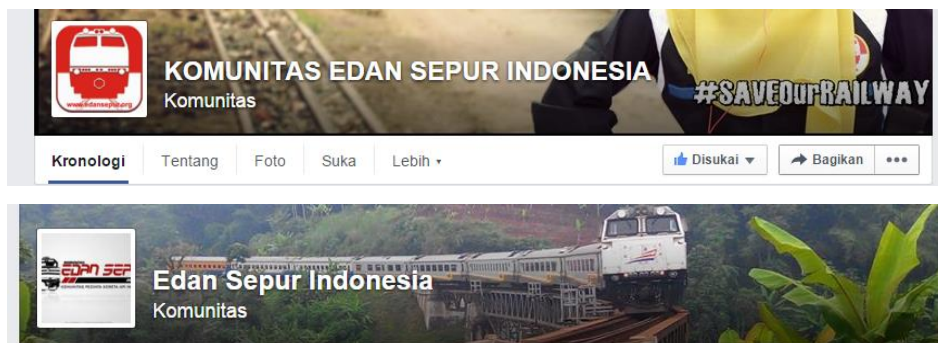 www.edansepur.org
KOMUNITAS EDAN SEPUR INDONESIA
Komunitas
#SAVEOurRAILWAY
Kronologi Tentang Foto Suka Lebih
Disukai Bagikan
EDAN SEP
Edan Sepur Indonesia
Komunitas